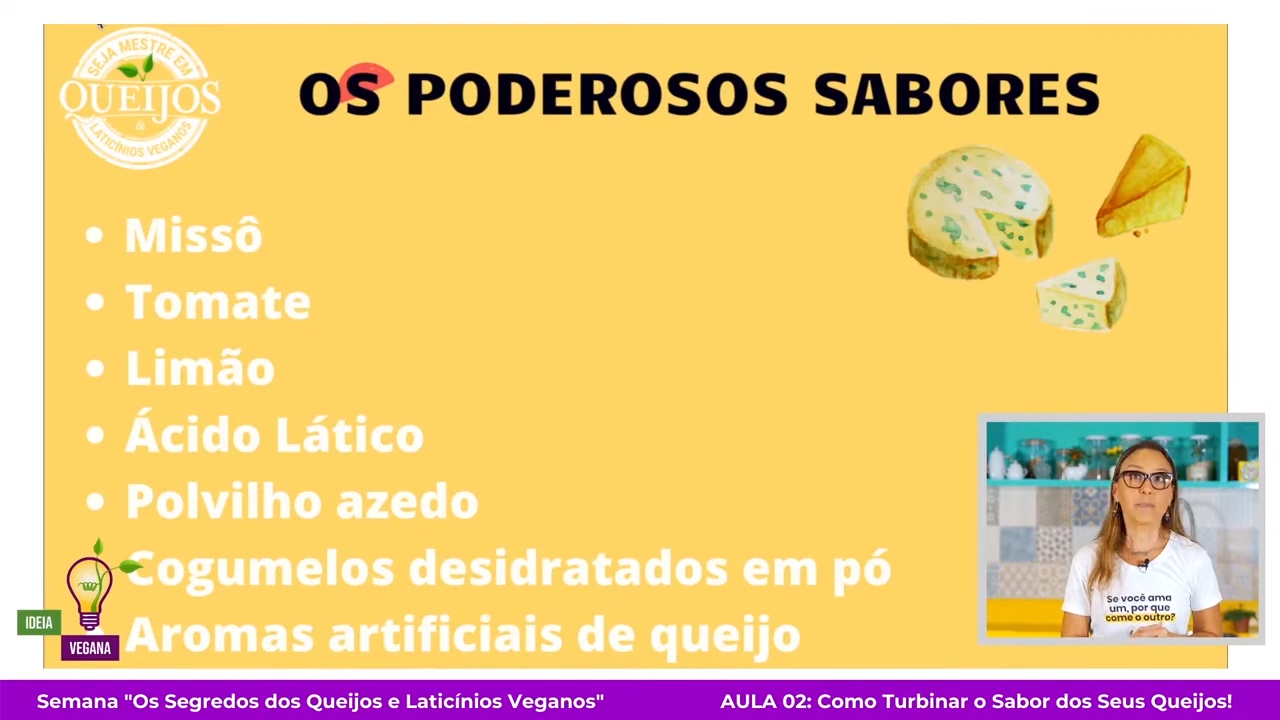 SEJA MESTRE EM
QUEIJOS
&
LATICÍNIOS VEGANOS
OS PODEROSOS SABORES
• Missô
• Tomate
• Limão
• Ácido Lático
• Polvilho azedo
Cogumelos desidratados em pó
Aromas artificiais de queijo
IDEIA
VEGANA
Se você ama
um, por que
come o outro?
Semana "Os Segredos dos Queijos e Laticínios Veganos"
AULA 02: Como Turbinar o Sabor dos Seus Queijos!